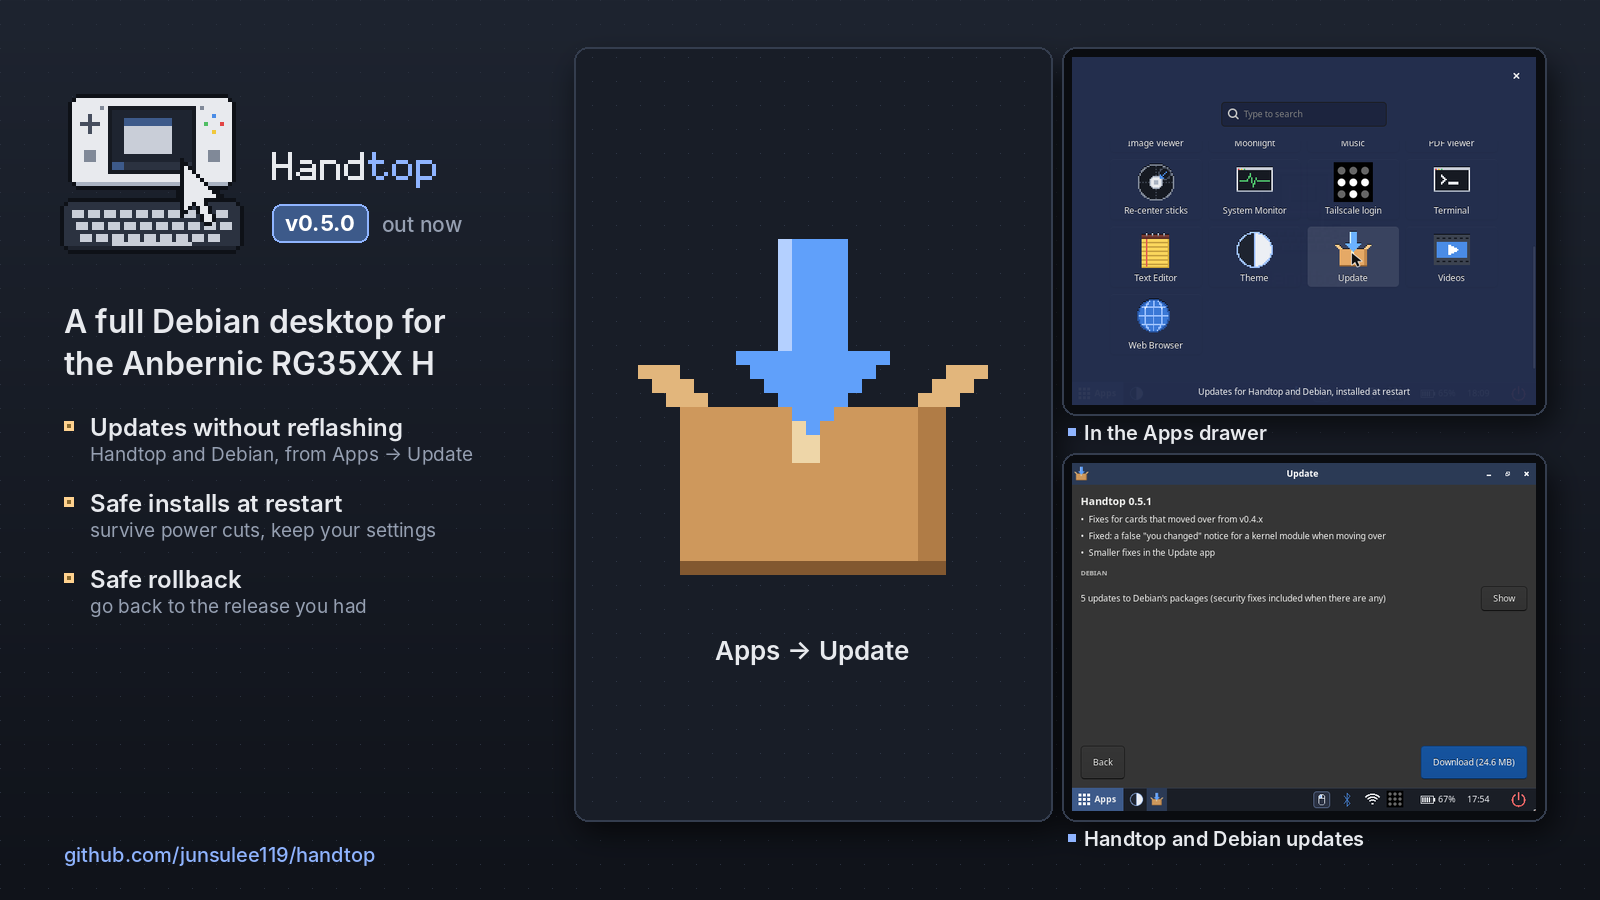 Handtop
v0.5.0 out now
A full Debian desktop for
the Anbernic RG35XX H
Updates without reflashing
Handtop and Debian, from Apps → Update
Safe installs at restart
survive power cuts, keep your settings
Safe rollback
go back to the release you had
github.com/junsulee119/handtop
Apps → Update
Type to search
Image Viewer Moonlight Music PDF Viewer
Re-center sticks System Monitor Tailscale login Terminal
Text Editor Theme Update Videos
Web Browser
Updates for Handtop and Debian, installed at restart
In the Apps drawer
Update
Handtop 0.5.1
• Fixes for cards that moved over from v0.4.x
• Fixed: a false "you changed" notice for a kernel module when moving over
• Smaller fixes in the Update app
DEBIAN
5 updates to Debian's packages (security fixes included when there are any) Show
Back Download (24.6 MB)
Apps 67% 17:54
Handtop and Debian updates